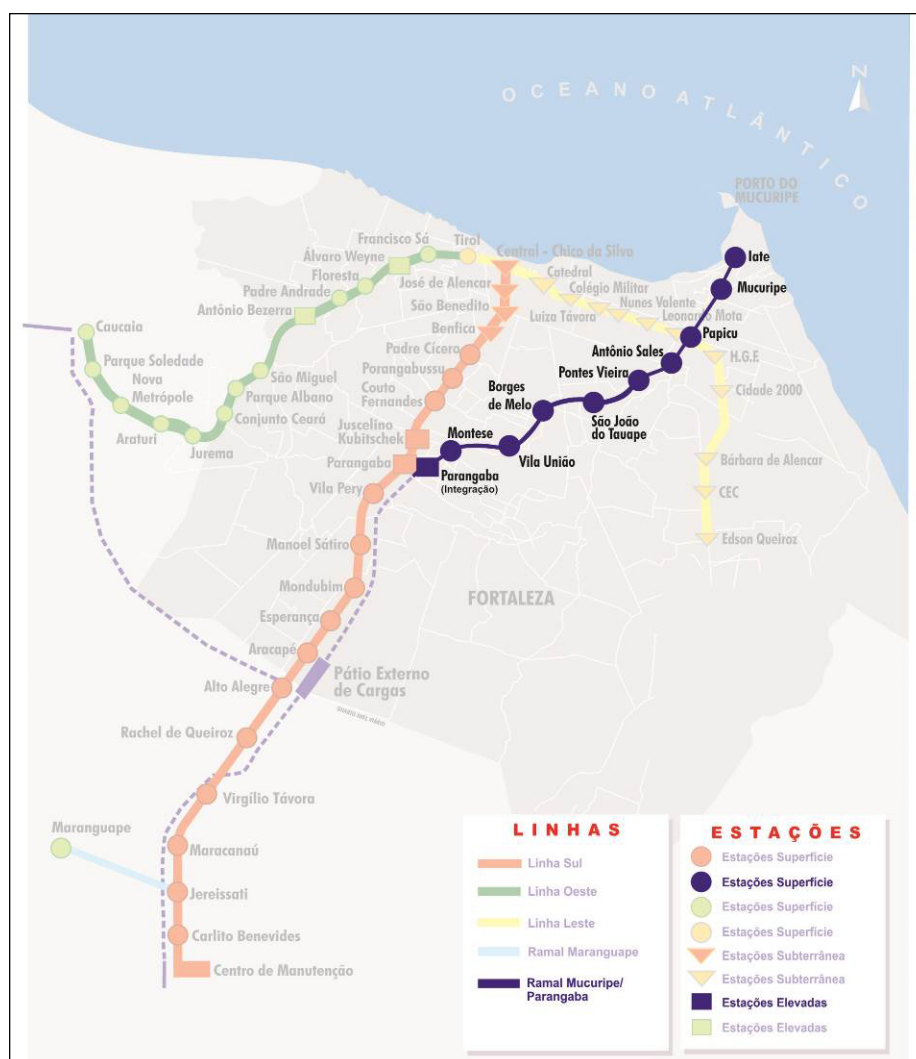 OCEANO ATLÂNTICO
N
PORTO DO
MUCURIPE
Iate
Mucuripe
Francisco Sá
Tirol
Central - Chico da Silva
Álvaro Weyne
Floresta
José de Alencar
Catedral
Colégio Militar
Padre Andrade
São Benedito
Luiza Távora
Nunes Valente
Antônio Bezerra
Leonardo Mota
Caucaia
Benfica
Papicu
Parque Soledade
Padre Cícero
Antônio Sales
H.G.F.
Nova
Metrópole
São Miguel
Porangabussu
Pontes Vieira
Parque Albano
Couto
Fernandes
Borges
de Melo
Cidade 2000
Conjunto Ceará
Araturi
Juscelino
Kubitschek
Montese
São João
do Tauape
Jurema
Vila União
Parangaba
Parangaba
(Integração)
Bárbara de Alencar
Vila Pery
CEC
Manoel Sátiro
Edson Queiroz
Mondubim
FORTALEZA
Esperança
Aracapé
Pátio Externo
de Cargas
Alto Alegre
Rachel de Queiroz
Virgílio Távora
Maranguape
Maracanaú
Jereissati
Carlito Benevides
Centro de Manutenção
LINHAS
Linha Sul
Linha Oeste
Linha Leste
Ramal Maranguape
Ramal Mucuripe/
Parangaba
ESTAÇÕES
Estações Superfície
Estações Superfície
Estações Superfície
Estações Superfície
Estações Subterrânea
Estações Subterrânea
Estações Elevadas
Estações Elevadas